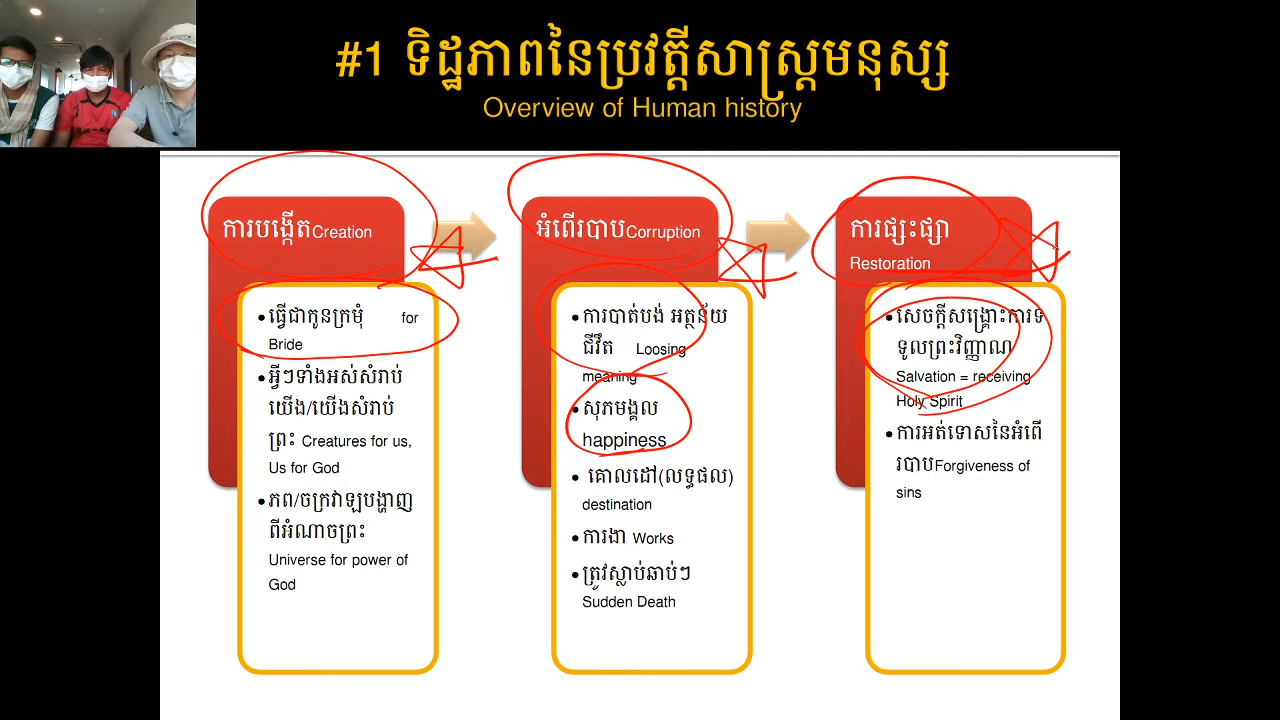 #1 ទិដ្ឋភាពនៃប្រវត្តីសាស្ត្រមនុស្ស
Overview of Human history
ការបង្កើតCreation
•ធ្វើជាកូនក្រមុំ for
Bride
•អ្វីៗទាំងអស់សំរាប់
យើង/យើងសំរាប់
ព្រះ Creatures for us,
Us for God
•ភព/ចក្រវាឡបង្ហាញ
ពីអំណាចព្រះ
Universe for power of
God
អំពើរបាបCorruption
•ការបាត់បង់ អត្ថន័យ
ជីវឹត Loosing
meaning
•សុភមង្គល
happiness
• គោលដៅ(លទ្ធផល)
destination
•ការងា Works
•ត្រូវស្លាប់ឆាប់ៗ
Sudden Death
ការផ្សះផ្សា
Restoration
•សេចក្ដីសង្គ្រោះការទ
ទូលព្រះវិញ្ញាណ
Salvation = receiving
Holy Spirit
•ការអត់ទោសនៃអំពើ
របាបForgiveness of
sins